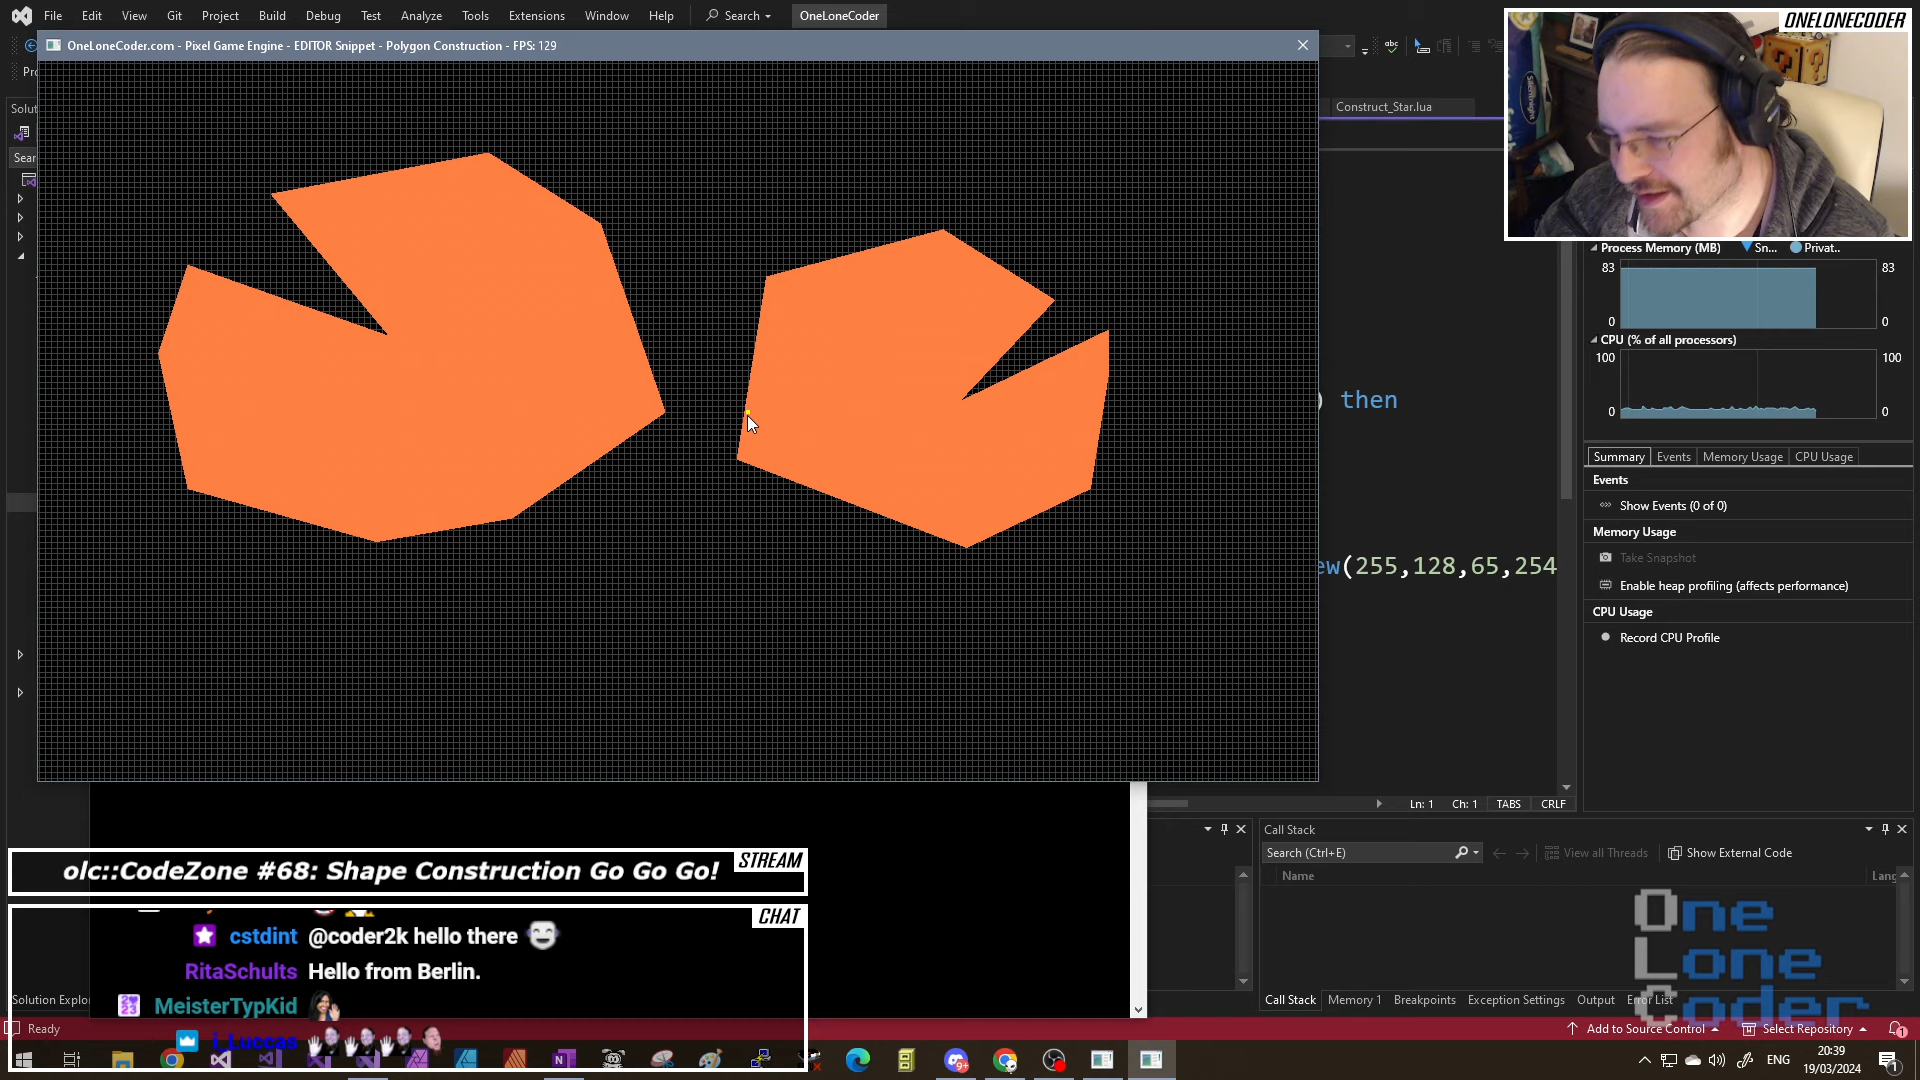 File Edit View Git Project Build Debug Test Analyze Tools Extensions Window Help Search OneLoneCoder
ONELONECODER
OneLoneCoder.com - Pixel Game Engine - EDITOR Snippet - Polygon Construction - FPS: 129
Construct_Star.lua
Process Memory (MB) Sn... Privat..
83 83
0 0
CPU (% of all processors)
100 100
0 0
) then
Summary Events Memory Usage CPU Usage
Events
Show Events (0 of 0)
Memory Usage
Take Snapshot
ew(255,128,65,254
Enable heap profiling (affects performance)
CPU Usage
Record CPU Profile
Ln: 1 Ch: 1 TABS CRLF
Call Stack
Search (Ctrl+E) View all Threads Show External Code
Name Lang
olc::CodeZone #68: Shape Construction Go Go Go! STREAM
CHAT
cstdint @coder2k hello there
RitaSchults Hello from Berlin.
MeisterTypKid
i_Luccas
One
Lone
Coder
Solution Explo
Call Stack Memory 1 Breakpoints Exception Settings Output Error List
Ready Add to Source Control Select Repository
ENG 20:39
19/03/2024